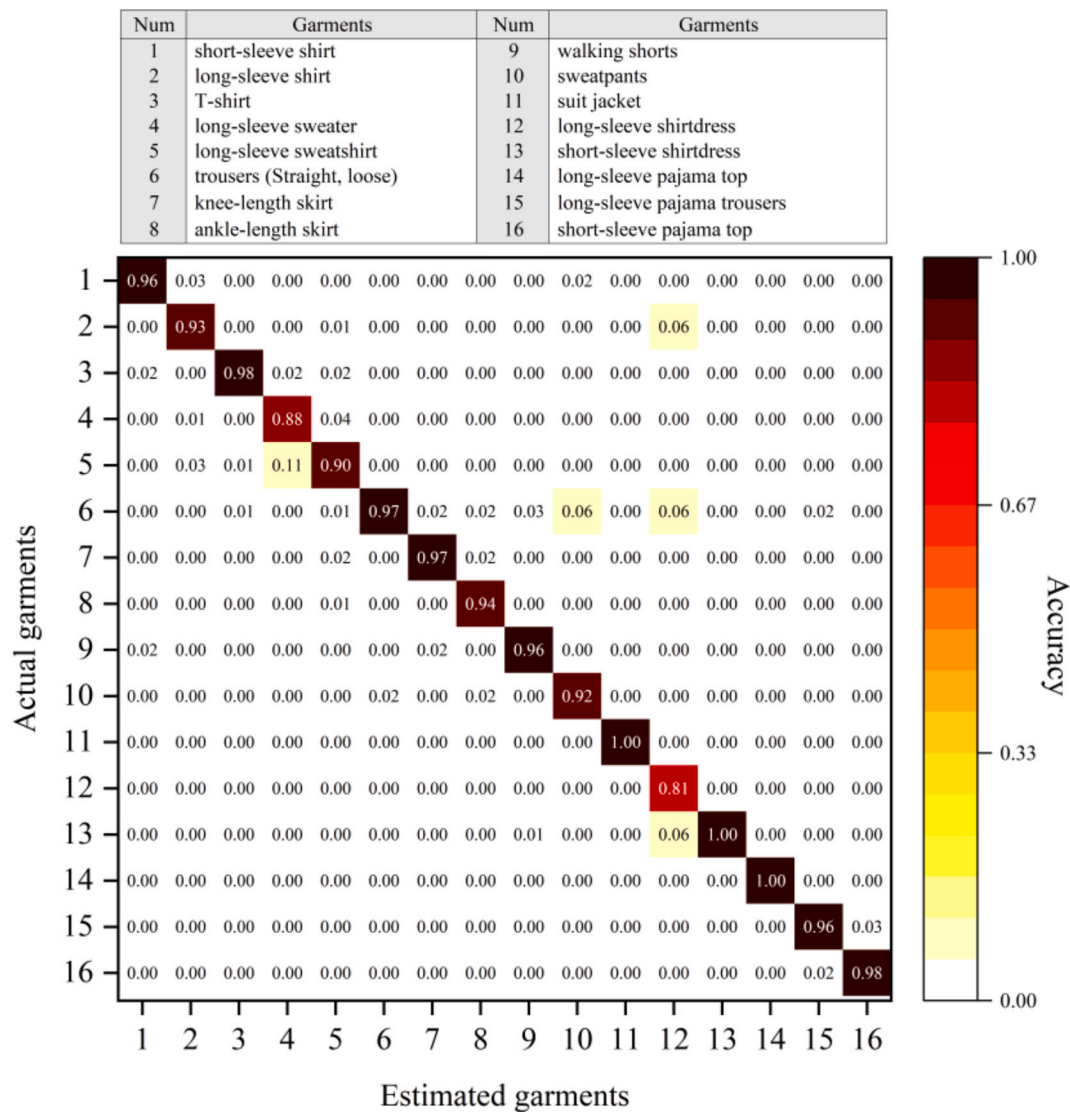 Num Garments Num Garments
1 short-sleeve shirt 9 walking shorts
2 long-sleeve shirt 10 sweatpants
3 T-shirt 11 suit jacket
4 long-sleeve sweater 12 long-sleeve shirtdress
5 long-sleeve sweatshirt 13 short-sleeve shirtdress
6 trousers (Straight, loose) 14 long-sleeve pajama top
7 knee-length skirt 15 long-sleeve pajama trousers
8 ankle-length skirt 16 short-sleeve pajama top
1 0.96 0.03 0.00 0.00 0.00 0.00 0.00 0.00 0.00 0.02 0.00 0.00 0.00 0.00 0.00 0.00
2 0.00 0.93 0.00 0.00 0.01 0.00 0.00 0.00 0.00 0.00 0.00 0.06 0.00 0.00 0.00 0.00
3 0.02 0.00 0.98 0.02 0.02 0.00 0.00 0.00 0.00 0.00 0.00 0.00 0.00 0.00 0.00 0.00
4 0.00 0.01 0.00 0.88 0.04 0.00 0.00 0.00 0.00 0.00 0.00 0.00 0.00 0.00 0.00 0.00
5 0.00 0.03 0.01 0.11 0.90 0.00 0.00 0.00 0.00 0.00 0.00 0.00 0.00 0.00 0.00 0.00
6 0.00 0.00 0.01 0.00 0.01 0.97 0.02 0.02 0.03 0.06 0.00 0.06 0.00 0.00 0.02 0.00
7 0.00 0.00 0.00 0.00 0.02 0.00 0.97 0.02 0.00 0.00 0.00 0.00 0.00 0.00 0.00 0.00
8 0.00 0.00 0.00 0.00 0.01 0.00 0.00 0.94 0.00 0.00 0.00 0.00 0.00 0.00 0.00 0.00
9 0.02 0.00 0.00 0.00 0.00 0.00 0.02 0.00 0.96 0.00 0.00 0.00 0.00 0.00 0.00 0.00
10 0.00 0.00 0.00 0.00 0.00 0.02 0.00 0.02 0.00 0.92 0.00 0.00 0.00 0.00 0.00 0.00
11 0.00 0.00 0.00 0.00 0.00 0.00 0.00 0.00 0.00 0.00 1.00 0.00 0.00 0.00 0.00 0.00
12 0.00 0.00 0.00 0.00 0.00 0.00 0.00 0.00 0.00 0.00 0.00 0.81 0.00 0.00 0.00 0.00
13 0.00 0.00 0.00 0.00 0.00 0.00 0.00 0.00 0.01 0.00 0.00 0.06 1.00 0.00 0.00 0.00
14 0.00 0.00 0.00 0.00 0.00 0.00 0.00 0.00 0.00 0.00 0.00 0.00 0.00 1.00 0.00 0.00
15 0.00 0.00 0.00 0.00 0.00 0.00 0.00 0.00 0.00 0.00 0.00 0.00 0.00 0.00 0.96 0.03
16 0.00 0.00 0.00 0.00 0.00 0.00 0.00 0.00 0.00 0.00 0.00 0.00 0.00 0.00 0.02 0.98
1 2 3 4 5 6 7 8 9 10 11 12 13 14 15 16
Estimated garments
Actual garments
1.00
0.67
0.33
0.00
Accuracy